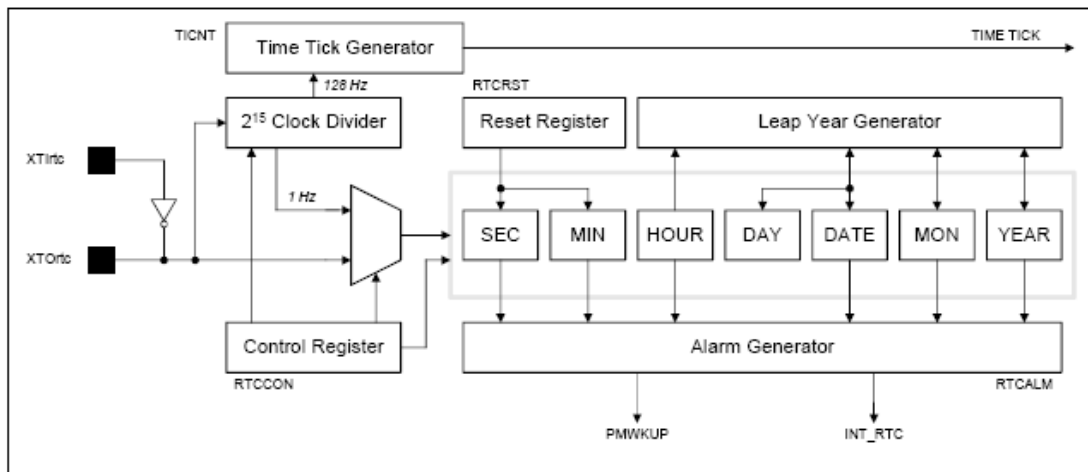 TICNT
Time Tick Generator
TIME TICK
128 Hz
RTCRST
2¹⁵ Clock Divider
Reset Register
Leap Year Generator
XTIrtc
1 Hz
SEC
MIN
HOUR
DAY
DATE
MON
YEAR
XTOrtc
Control Register
Alarm Generator
RTCCON
RTCALM
PMWKUP
INT_RTC